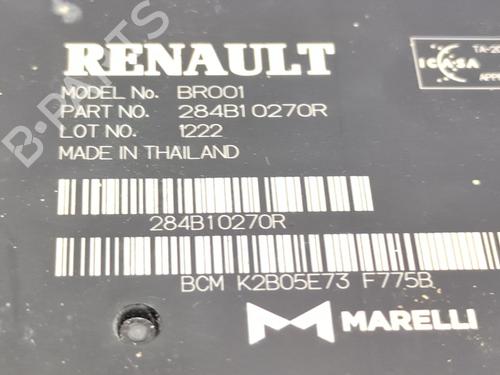 RENAULT
MODEL No. BR001
PART NO. 284B10270R
LOT NO. 1222
MADE IN THAILAND
284B10270R
BCM K2B05E73 F775B
MARELLI
ICASA
B-PARTS